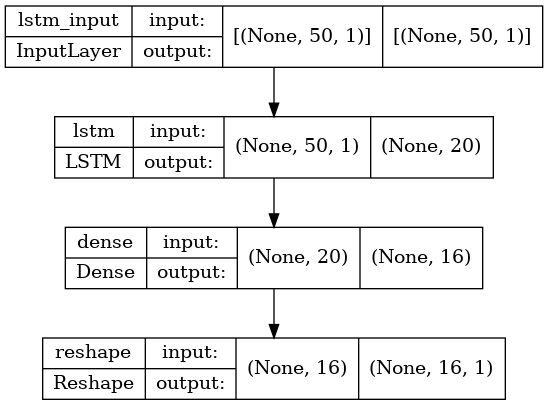 lstm_input input: [(None, 50, 1)] [(None, 50, 1)]
InputLayer output:
lstm input: (None, 50, 1) (None, 20)
LSTM output:
dense input: (None, 20) (None, 16)
Dense output:
reshape input: (None, 16) (None, 16, 1)
Reshape output: